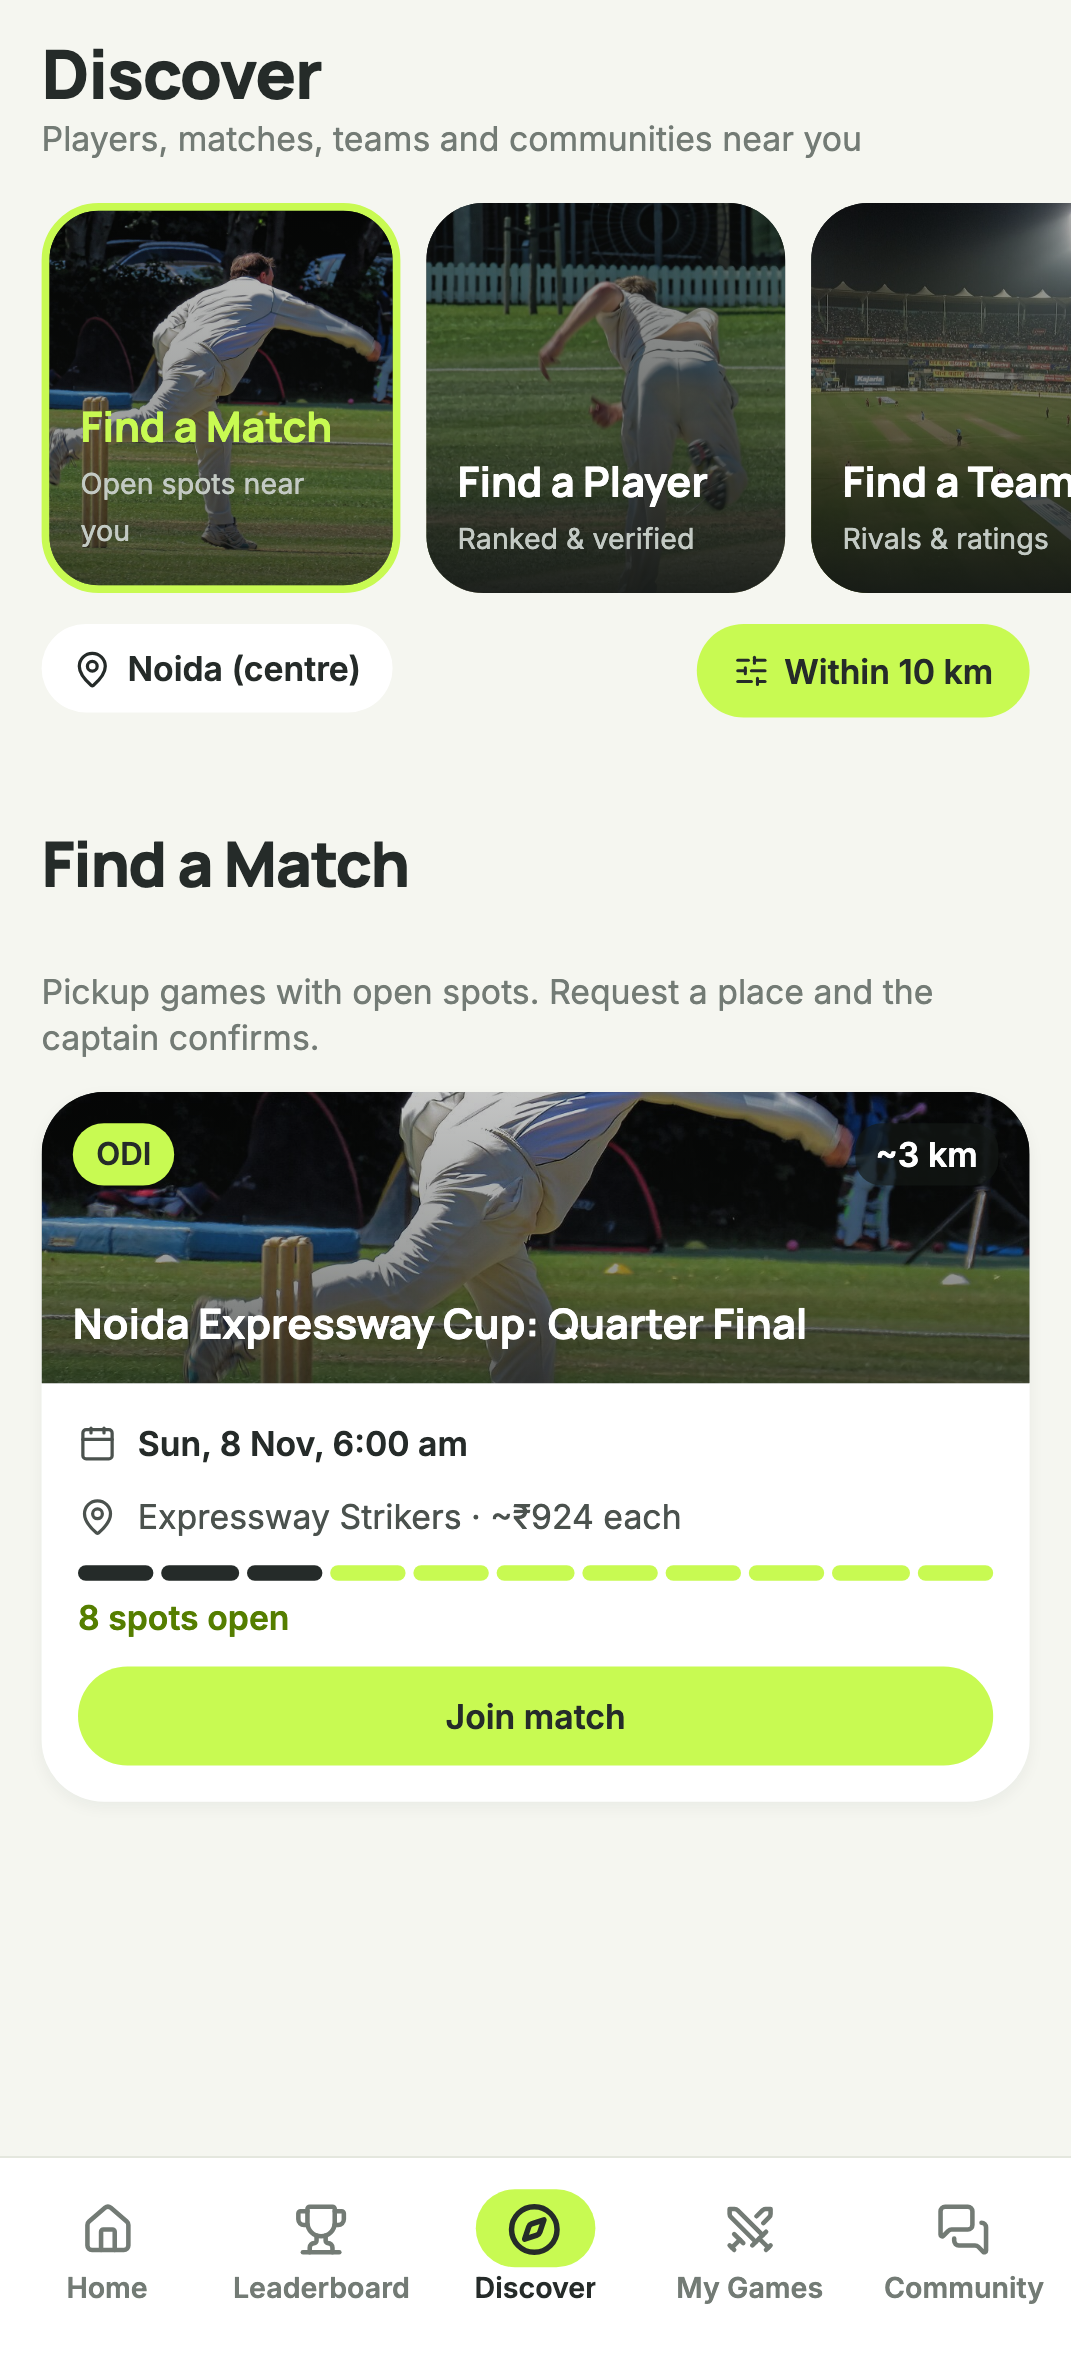 Discover
Players, matches, teams and communities near you
Find a Match
Open spots near
you
Find a Player
Ranked & verified
Find a Team
Rivals & ratings
Noida (centre)
Within 10 km
Find a Match
Pickup games with open spots. Request a place and the
captain confirms.
ODI
~3 km
Noida Expressway Cup: Quarter Final
Sun, 8 Nov, 6:00 am
Expressway Strikers · ~₹924 each
8 spots open
Join match
Home
Leaderboard
Discover
My Games
Community